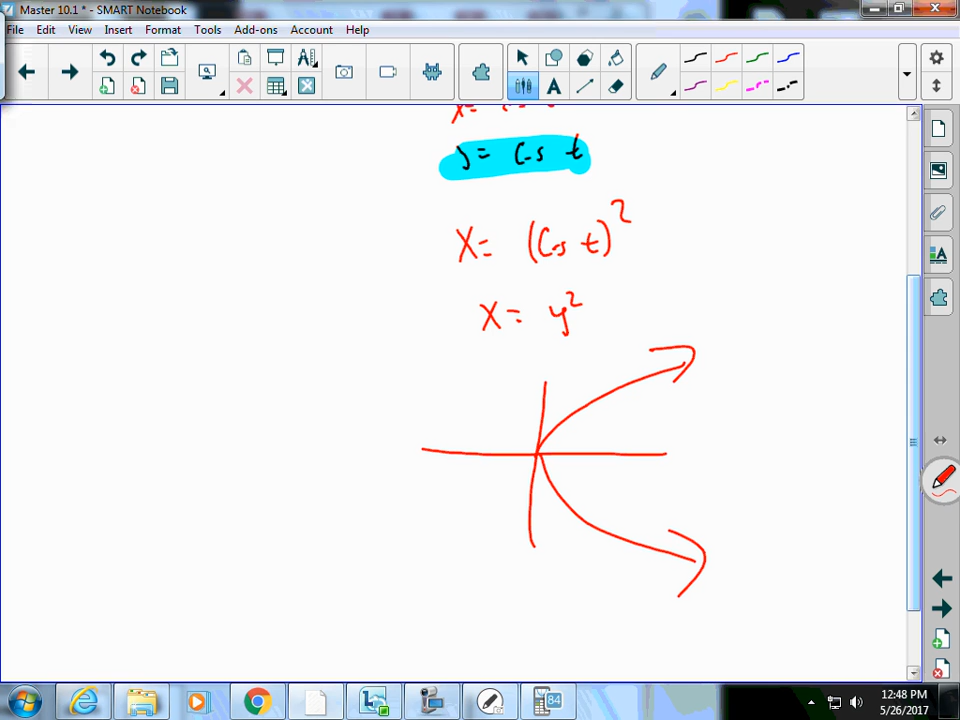 Master 10.1 * - SMART Notebook
File Edit View Insert Format Tools Add-ons Account Help
x=
y = Cos t
X = (Cos t)²
X = y²
84
12:48 PM
5/26/2017